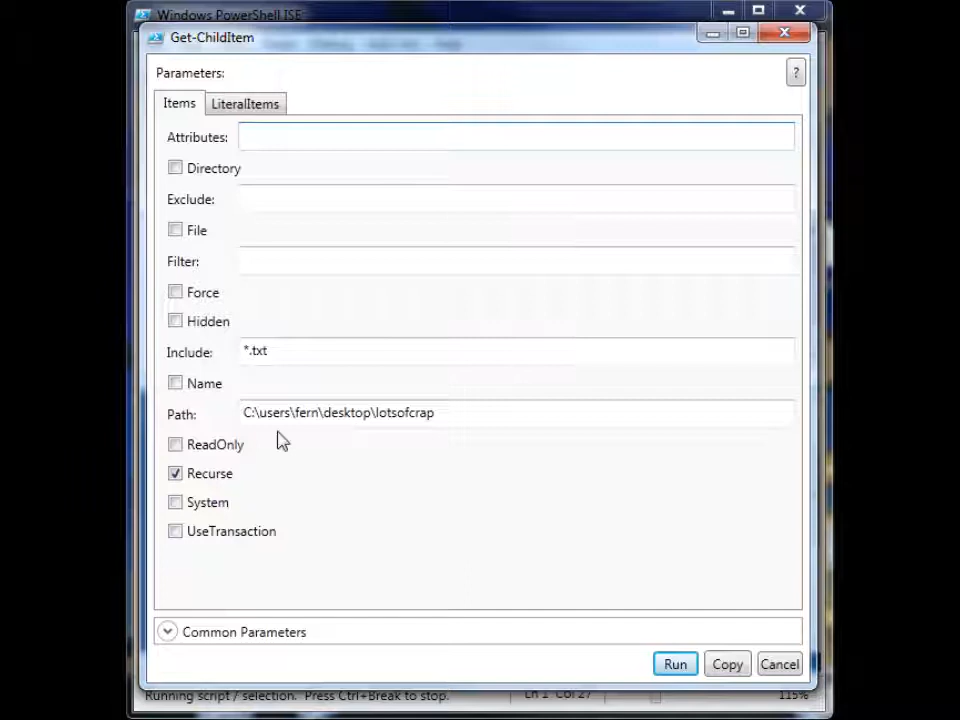 Windows PowerShell ISE
Get-ChildItem
Parameters:
?
Items
LiteralItems
Attributes:
Directory
Exclude:
File
Filter:
Force
Hidden
Include:
*.txt
Name
Path:
C:\users\fern\desktop\lotsofcrap
ReadOnly
Recurse
System
UseTransaction
Common Parameters
Run
Copy
Cancel
Running script / selection. Press Ctrl+Break to stop.
Ln 1 Col 27
115%